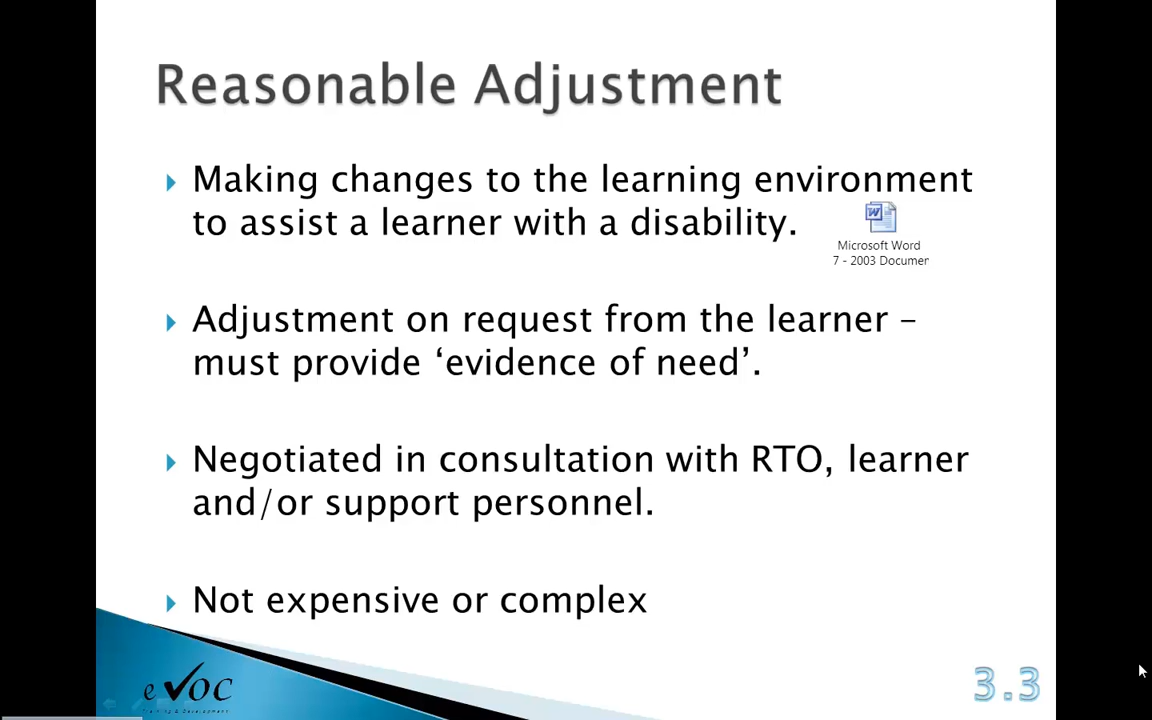 Reasonable Adjustment
Making changes to the learning environment
to assist a learner with a disability.
Microsoft Word
7 - 2003 Documer
Adjustment on request from the learner –
must provide ‘evidence of need’.
Negotiated in consultation with RTO, learner
and/or support personnel.
Not expensive or complex
e VOC
Training & Development
3.3